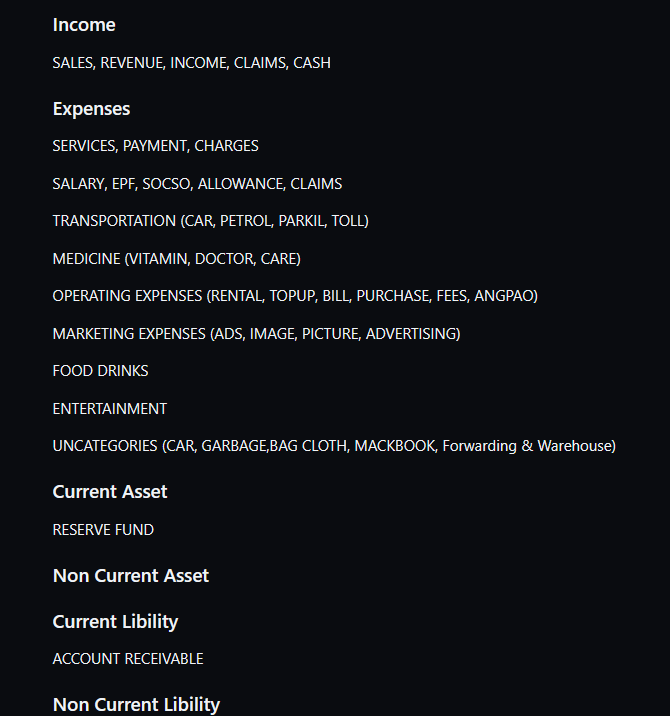 Income
SALES, REVENUE, INCOME, CLAIMS, CASH
Expenses
SERVICES, PAYMENT, CHARGES
SALARY, EPF, SOCSO, ALLOWANCE, CLAIMS
TRANSPORTATION (CAR, PETROL, PARKIL, TOLL)
MEDICINE (VITAMIN, DOCTOR, CARE)
OPERATING EXPENSES (RENTAL, TOPUP, BILL, PURCHASE, FEES, ANGPAO)
MARKETING EXPENSES (ADS, IMAGE, PICTURE, ADVERTISING)
FOOD DRINKS
ENTERTAINMENT
UNCATEGORIES (CAR, GARBAGE,BAG CLOTH, MACKBOOK, Forwarding & Warehouse)
Current Asset
RESERVE FUND
Non Current Asset
Current Libility
ACCOUNT RECEIVABLE
Non Current Libility